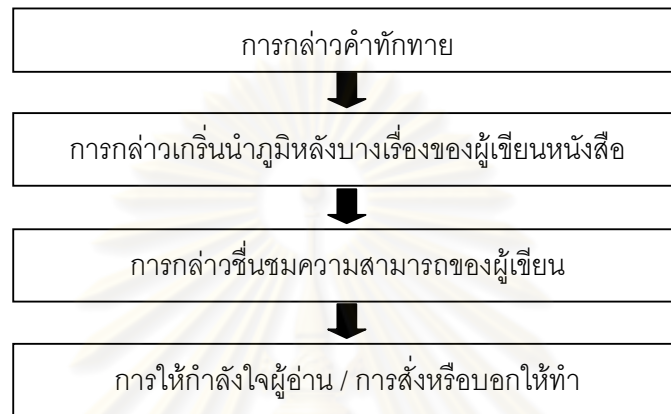 การกล่าวคำทักทาย
การกล่าวเกริ่นนำภูมิหลังบางเรื่องของผู้เขียนหนังสือ
การกล่าวชื่นชมความสามารถของผู้เขียน
การให้กำลังใจผู้อ่าน / การสั่งหรือบอกให้ทำ